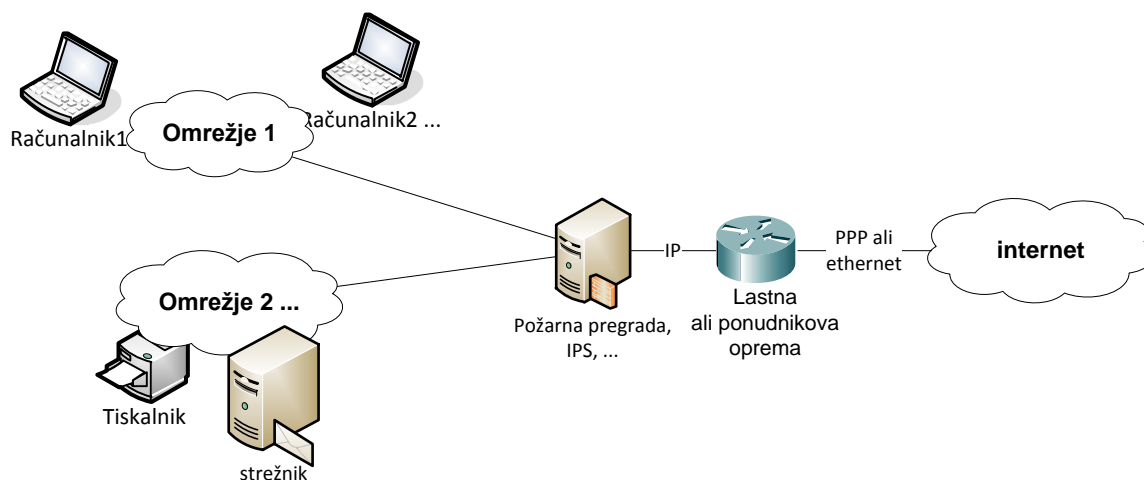 Računalnik1
Omrežje 1
Računalnik2 ...
Omrežje 2 ...
Tiskalnik
strežnik
Požarna pregrada,
IPS, ...
IP
Lastna
ali ponudnikova
oprema
PPP ali
ethernet
internet